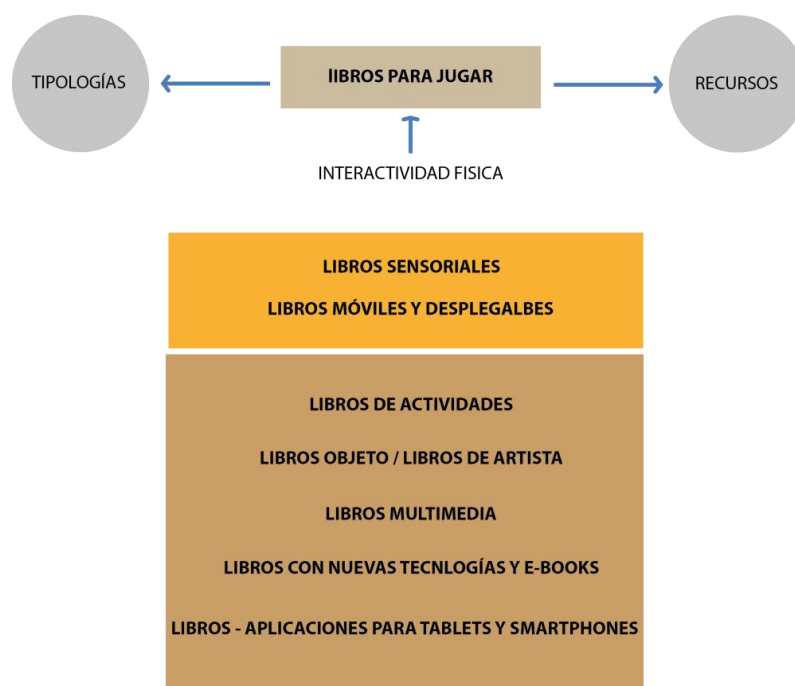 TIPOLOGÍAS
lIBROS PARA JUGAR
RECURSOS
INTERACTIVIDAD FISICA
LIBROS SENSORIALES
LIBROS MÓVILES Y DESPLEGALBES
LIBROS DE ACTIVIDADES
LIBROS OBJETO / LIBROS DE ARTISTA
LIBROS MULTIMEDIA
LIBROS CON NUEVAS TECNLOGÍAS Y E-BOOKS
LIBROS - APLICACIONES PARA TABLETS Y SMARTPHONES